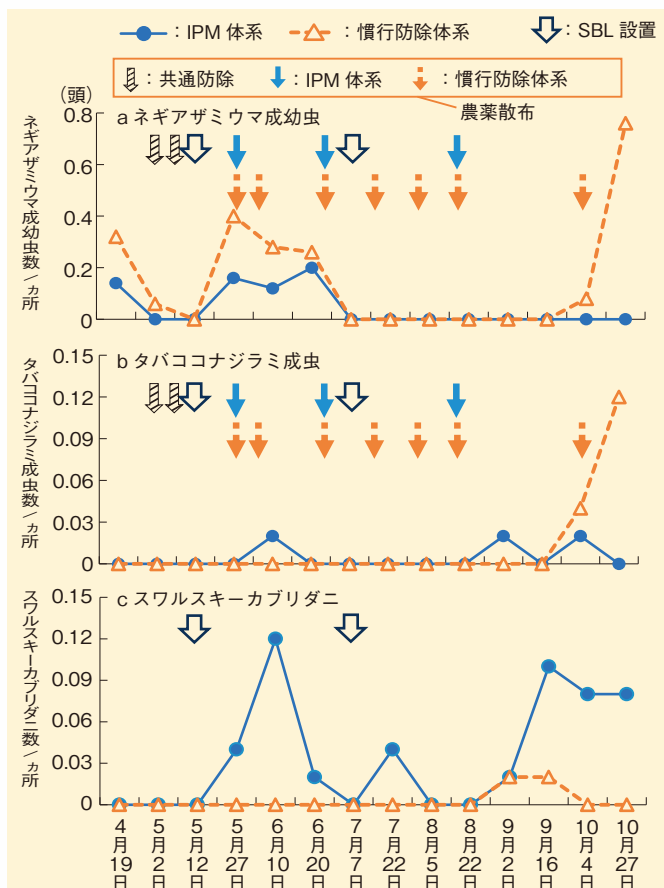 ：IPM 体系 ：慣行防除体系 ：SBL 設置
：共通防除 ：IPM 体系 ：慣行防除体系
農薬散布
(頭)
ネギアザミウマ成幼虫数／ヵ所
a ネギアザミウマ成幼虫
0.8
0.6
0.4
0.2
0
タバココナジラミ成虫数／ヵ所
b タバココナジラミ成虫
0.15
0.12
0.09
0.06
0.03
0
スワルスキーカブリダニ数／ヵ所
c スワルスキーカブリダニ
0.15
0.12
0.09
0.06
0.03
0
4月19日
5月2日
5月12日
5月27日
6月10日
6月20日
7月7日
7月22日
8月5日
8月22日
9月2日
9月16日
10月4日
10月27日